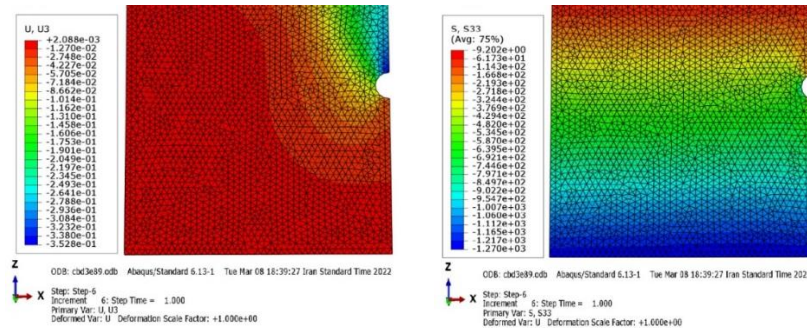 U, U3
+2.088e-03
-1.270e-02
-2.748e-02
-4.227e-02
-5.705e-02
-7.184e-02
-8.662e-02
-1.014e-01
-1.162e-01
-1.310e-01
-1.458e-01
-1.606e-01
-1.753e-01
-1.901e-01
-2.049e-01
-2.197e-01
-2.345e-01
-2.493e-01
-2.641e-01
-2.788e-01
-2.936e-01
-3.084e-01
-3.232e-01
-3.380e-01
-3.528e-01
Z
X
ODB: cbd3e89.odb Abaqus/Standard 6.13-1 Tue Mar 08 18:39:27 Iran Standard Time 2022
Step: Step-6
Increment 6: Step Time = 1.000
Primary Var: U, U3
Deformed Var: U Deformation Scale Factor: +1.000e+00
S, S33
(Avg: 75%)
-9.202e+00
-6.173e+01
-1.143e+02
-1.668e+02
-2.193e+02
-2.718e+02
-3.244e+02
-3.769e+02
-4.294e+02
-4.820e+02
-5.345e+02
-5.870e+02
-6.395e+02
-6.921e+02
-7.446e+02
-7.971e+02
-8.497e+02
-9.022e+02
-9.547e+02
-1.007e+03
-1.060e+03
-1.112e+03
-1.165e+03
-1.217e+03
-1.270e+03
Z
X
ODB: cbd3e89.odb Abaqus/Standard 6.13-1 Tue Mar 08 18:39:27 Iran Standard Time 202
Step: Step-6
Increment 6: Step Time = 1.000
Primary Var: S, S33
Deformed Var: U Deformation Scale Factor: +1.000e+00